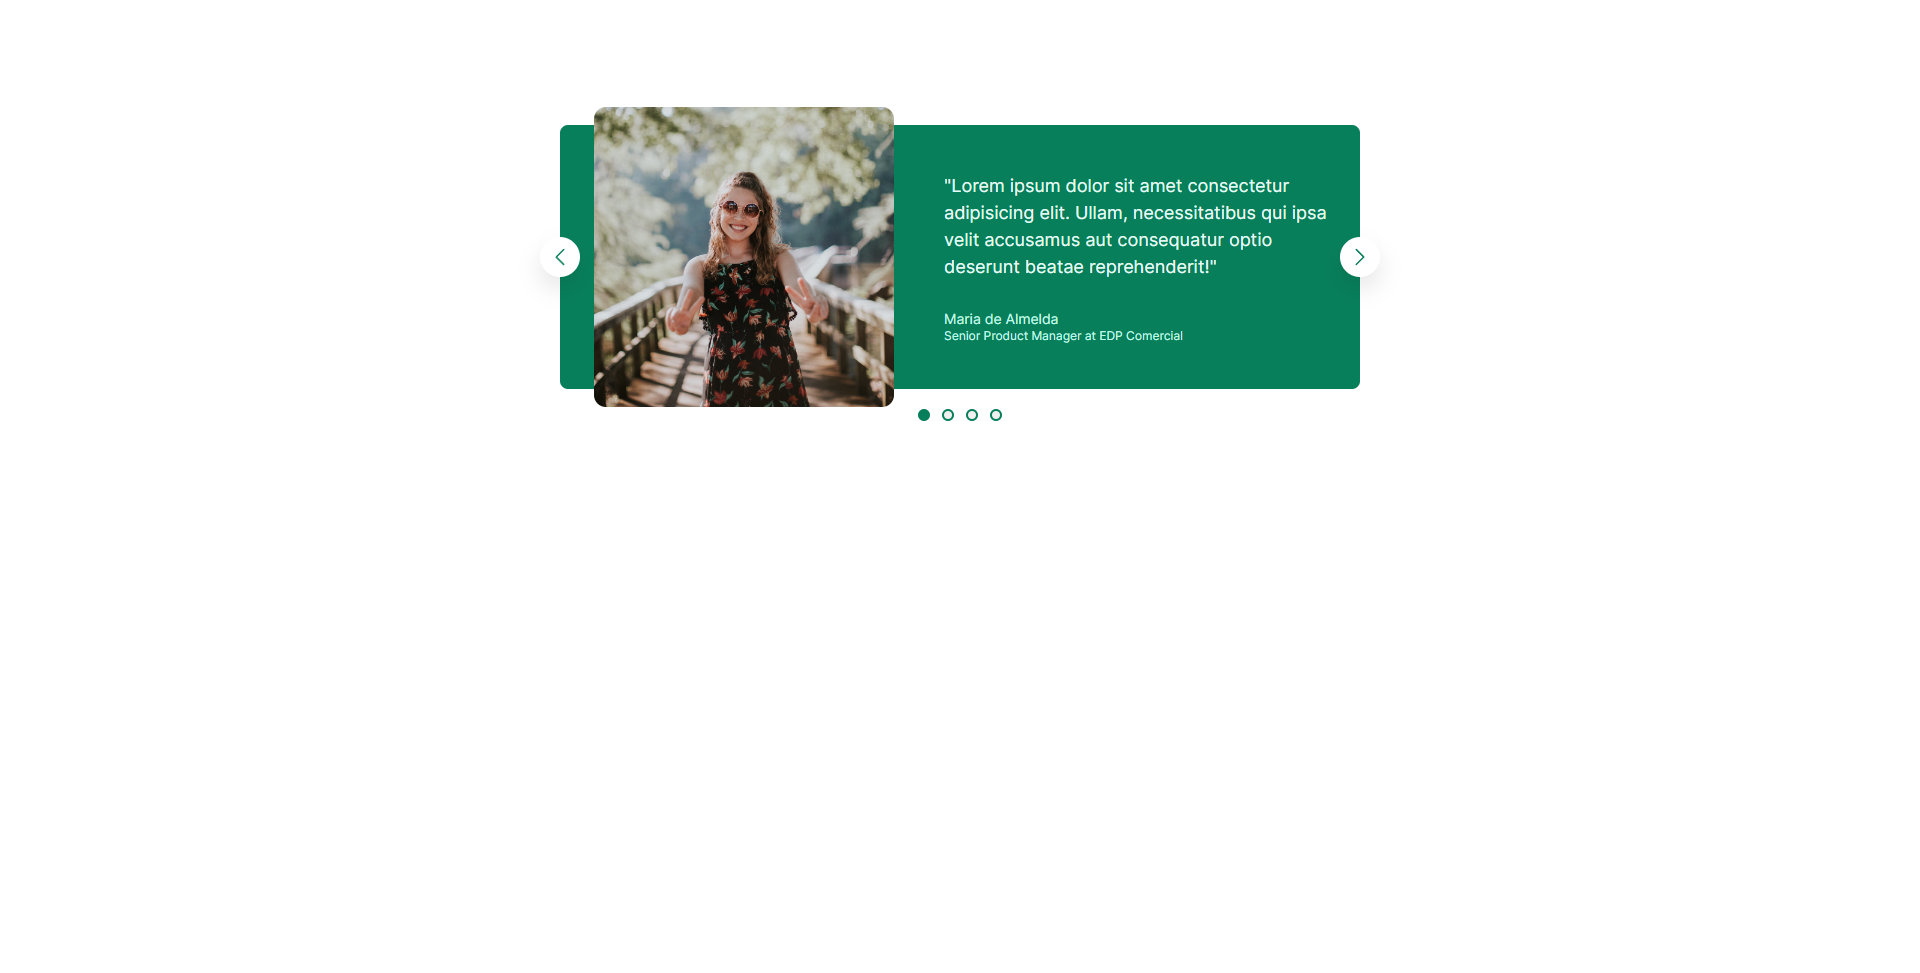 "Lorem ipsum dolor sit amet consectetur
adipisicing elit. Ullam, necessitatibus qui ipsa
velit accusamus aut consequatur optio
deserunt beatae reprehenderit!"
Maria de Almelda
Senior Product Manager at EDP Comercial